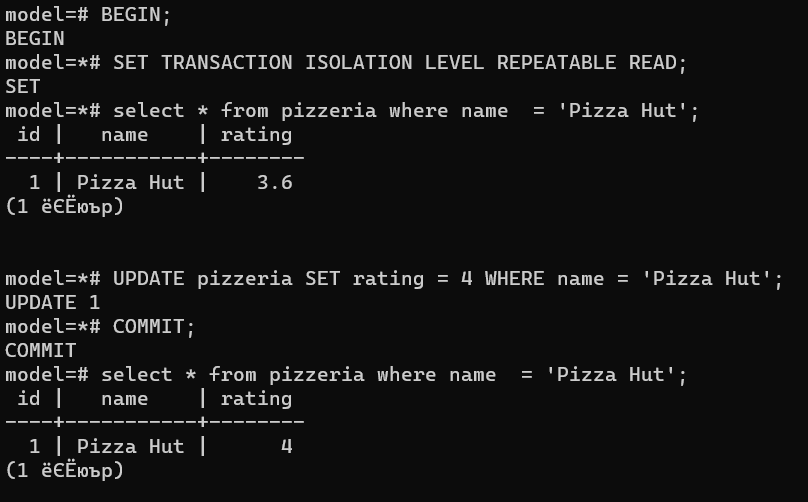 model=# BEGIN;
BEGIN
model=*# SET TRANSACTION ISOLATION LEVEL REPEATABLE READ;
SET
model=*# select * from pizzeria where name  = 'Pizza Hut';
 id |   name    | rating
----+-----------+--------
  1 | Pizza Hut |    3.6
(1 ёЄЁюър)
model=*# UPDATE pizzeria SET rating = 4 WHERE name = 'Pizza Hut';
UPDATE 1
model=*# COMMIT;
COMMIT
model=# select * from pizzeria where name  = 'Pizza Hut';
 id |   name    | rating
----+-----------+--------
  1 | Pizza Hut |      4
(1 ёЄЁюър)